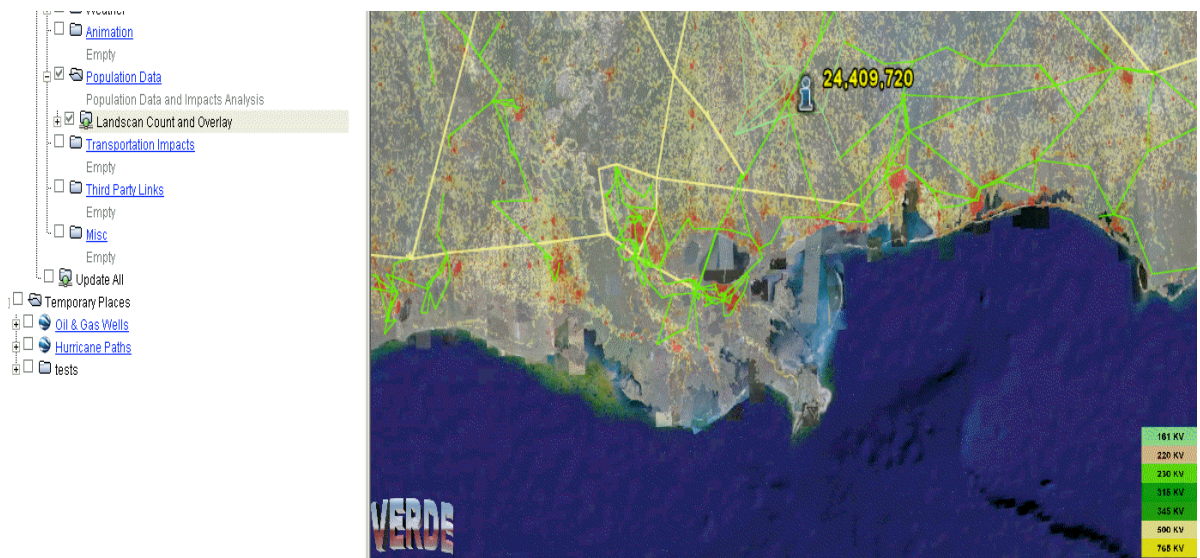 Weather
Animation
Empty
Population Data
Population Data and Impacts Analysis
Landscan Count and Overlay
Transportation Impacts
Empty
Third Party Links
Empty
Misc
Empty
Update All
Temporary Places
Oil & Gas Wells
Hurricane Paths
tests
24,409,720
161 KV
220 KV
230 KV
315 KV
345 KV
500 KV
765 KV
VERDE